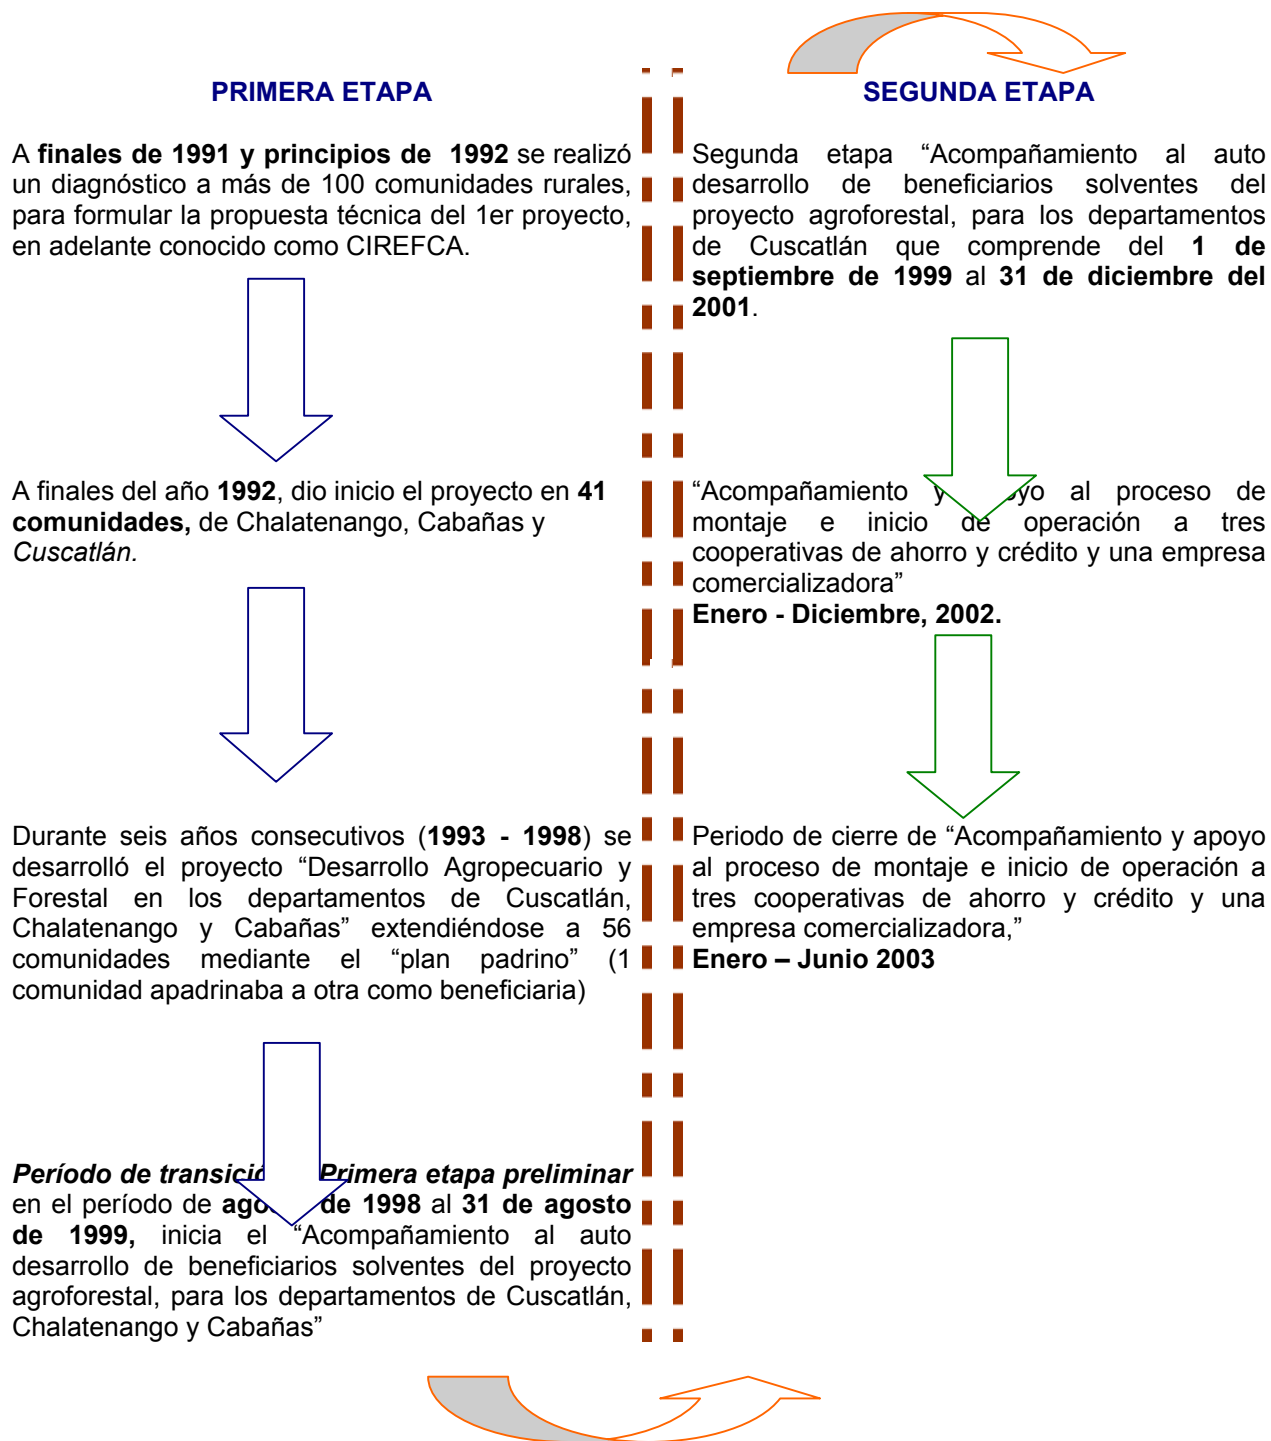 PRIMERA ETAPA
A finales de 1991 y principios de 1992 se realizó
un diagnóstico a más de 100 comunidades rurales,
para formular la propuesta técnica del 1er proyecto,
en adelante conocido como CIREFCA.
A finales del año 1992, dio inicio el proyecto en 41
comunidades, de Chalatenango, Cabañas y
Cuscatlán.
Durante seis años consecutivos (1993 - 1998) se
desarrolló el proyecto “Desarrollo Agropecuario y
Forestal en los departamentos de Cuscatlán,
Chalatenango y Cabañas” extendiéndose a 56
comunidades mediante el “plan padrino” (1
comunidad apadrinaba a otra como beneficiaria)
Período de Primera etapa preliminar
en el período de de 1998 al 31 de agosto
de 1999, inicia el “Acompañamiento al auto
desarrollo de beneficiarios solventes del proyecto
agroforestal, para los departamentos de Cuscatlán,
Chalatenango y Cabañas”
SEGUNDA ETAPA
Segunda etapa “Acompañamiento al auto
desarrollo de beneficiarios solventes del
proyecto agroforestal, para los departamentos
de Cuscatlán que comprende del 1 de
septiembre de 1999 al 31 de diciembre del
2001.
“Acompañamiento y al proceso de
montaje e inicio de operación a tres
cooperativas de ahorro y crédito y una empresa
comercializadora”
Enero - Diciembre, 2002.
Periodo de cierre de “Acompañamiento y apoyo
al proceso de montaje e inicio de operación a
tres cooperativas de ahorro y crédito y una
empresa comercializadora,”
Enero – Junio 2003